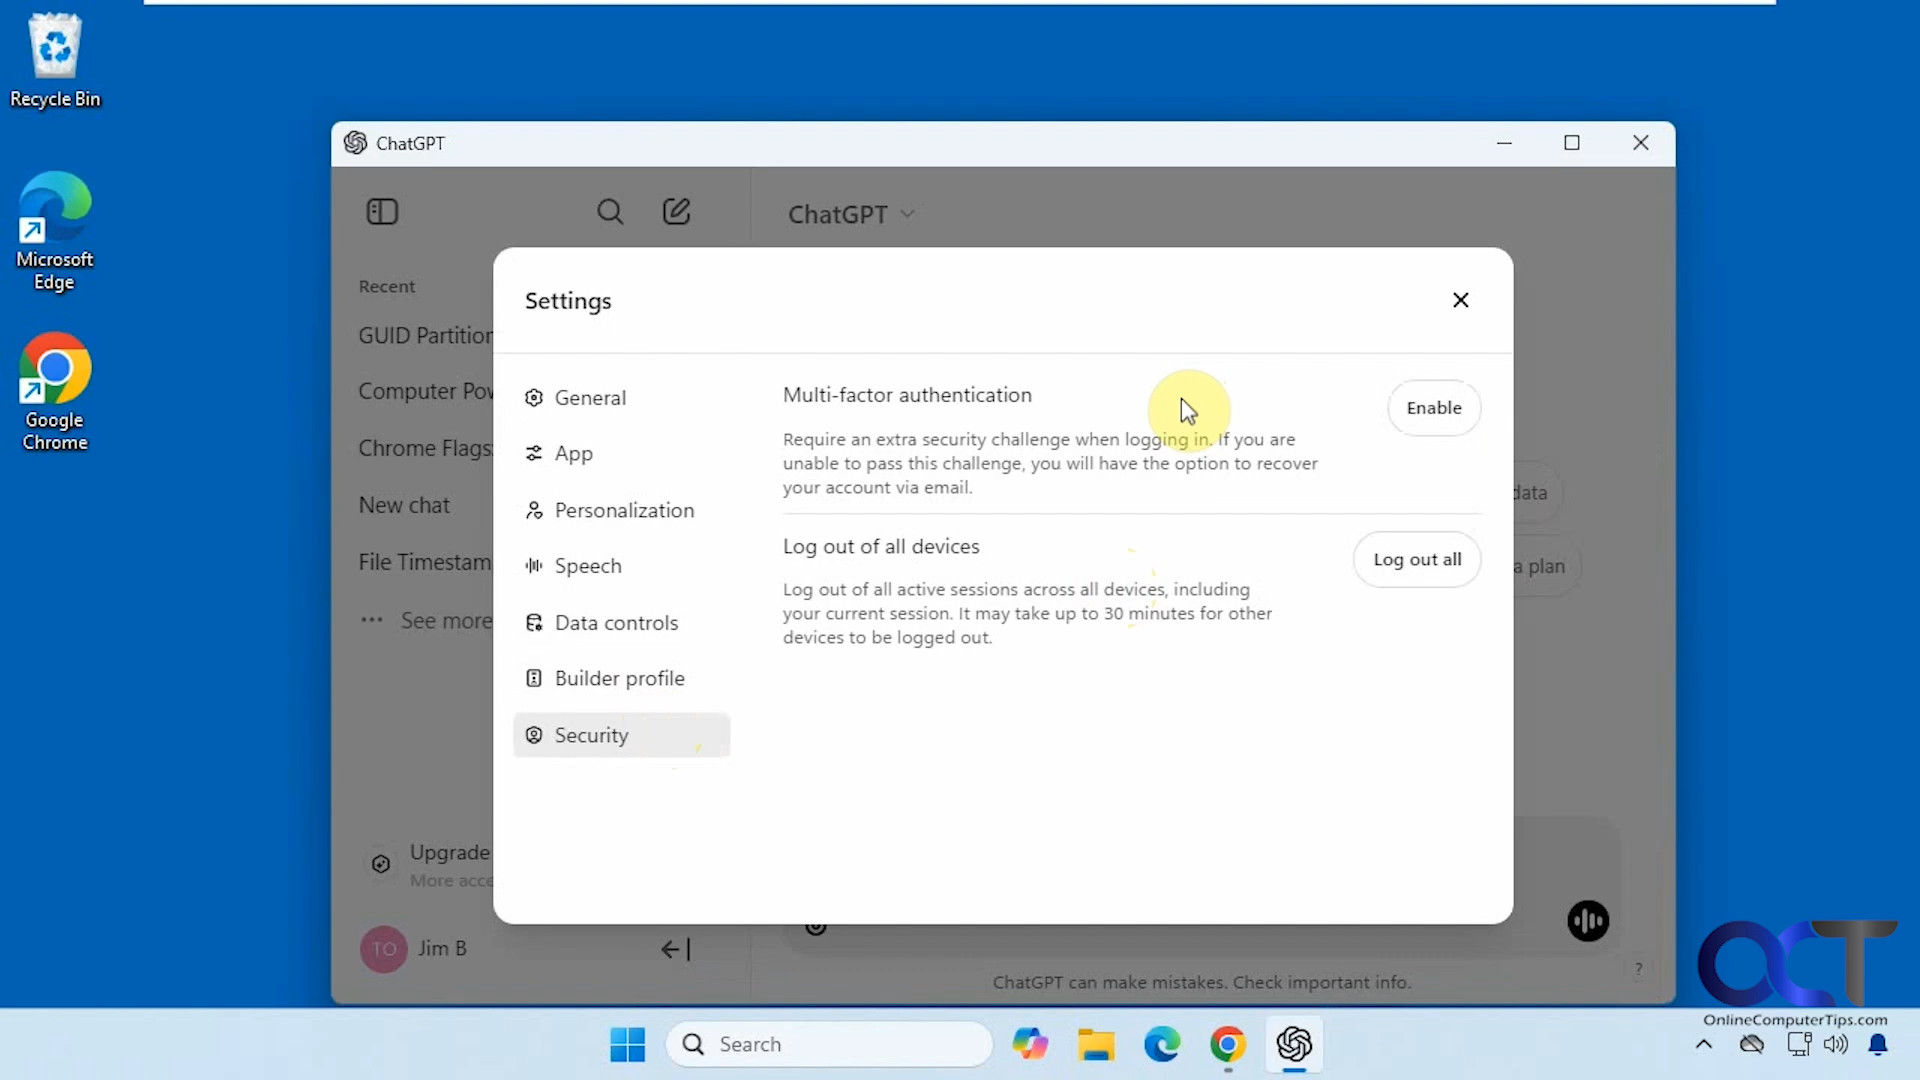 Recycle Bin
Microsoft
Edge
Google
Chrome
ChatGPT
ChatGPT
Recent
GUID Partition
Computer Pow
Chrome Flags
New chat
File Timestam
See more
Upgrade
More acce
TO
Jim B
Settings
General
App
Personalization
Speech
Data controls
Builder profile
Security
Multi-factor authentication
Enable
Require an extra security challenge when logging in. If you are
unable to pass this challenge, you will have the option to recover
your account via email.
Log out of all devices
Log out all
Log out of all active sessions across all devices, including
your current session. It may take up to 30 minutes for other
devices to be logged out.
data
a plan
ChatGPT can make mistakes. Check important info.
?
OCT
OnlineComputerTips.com
Search